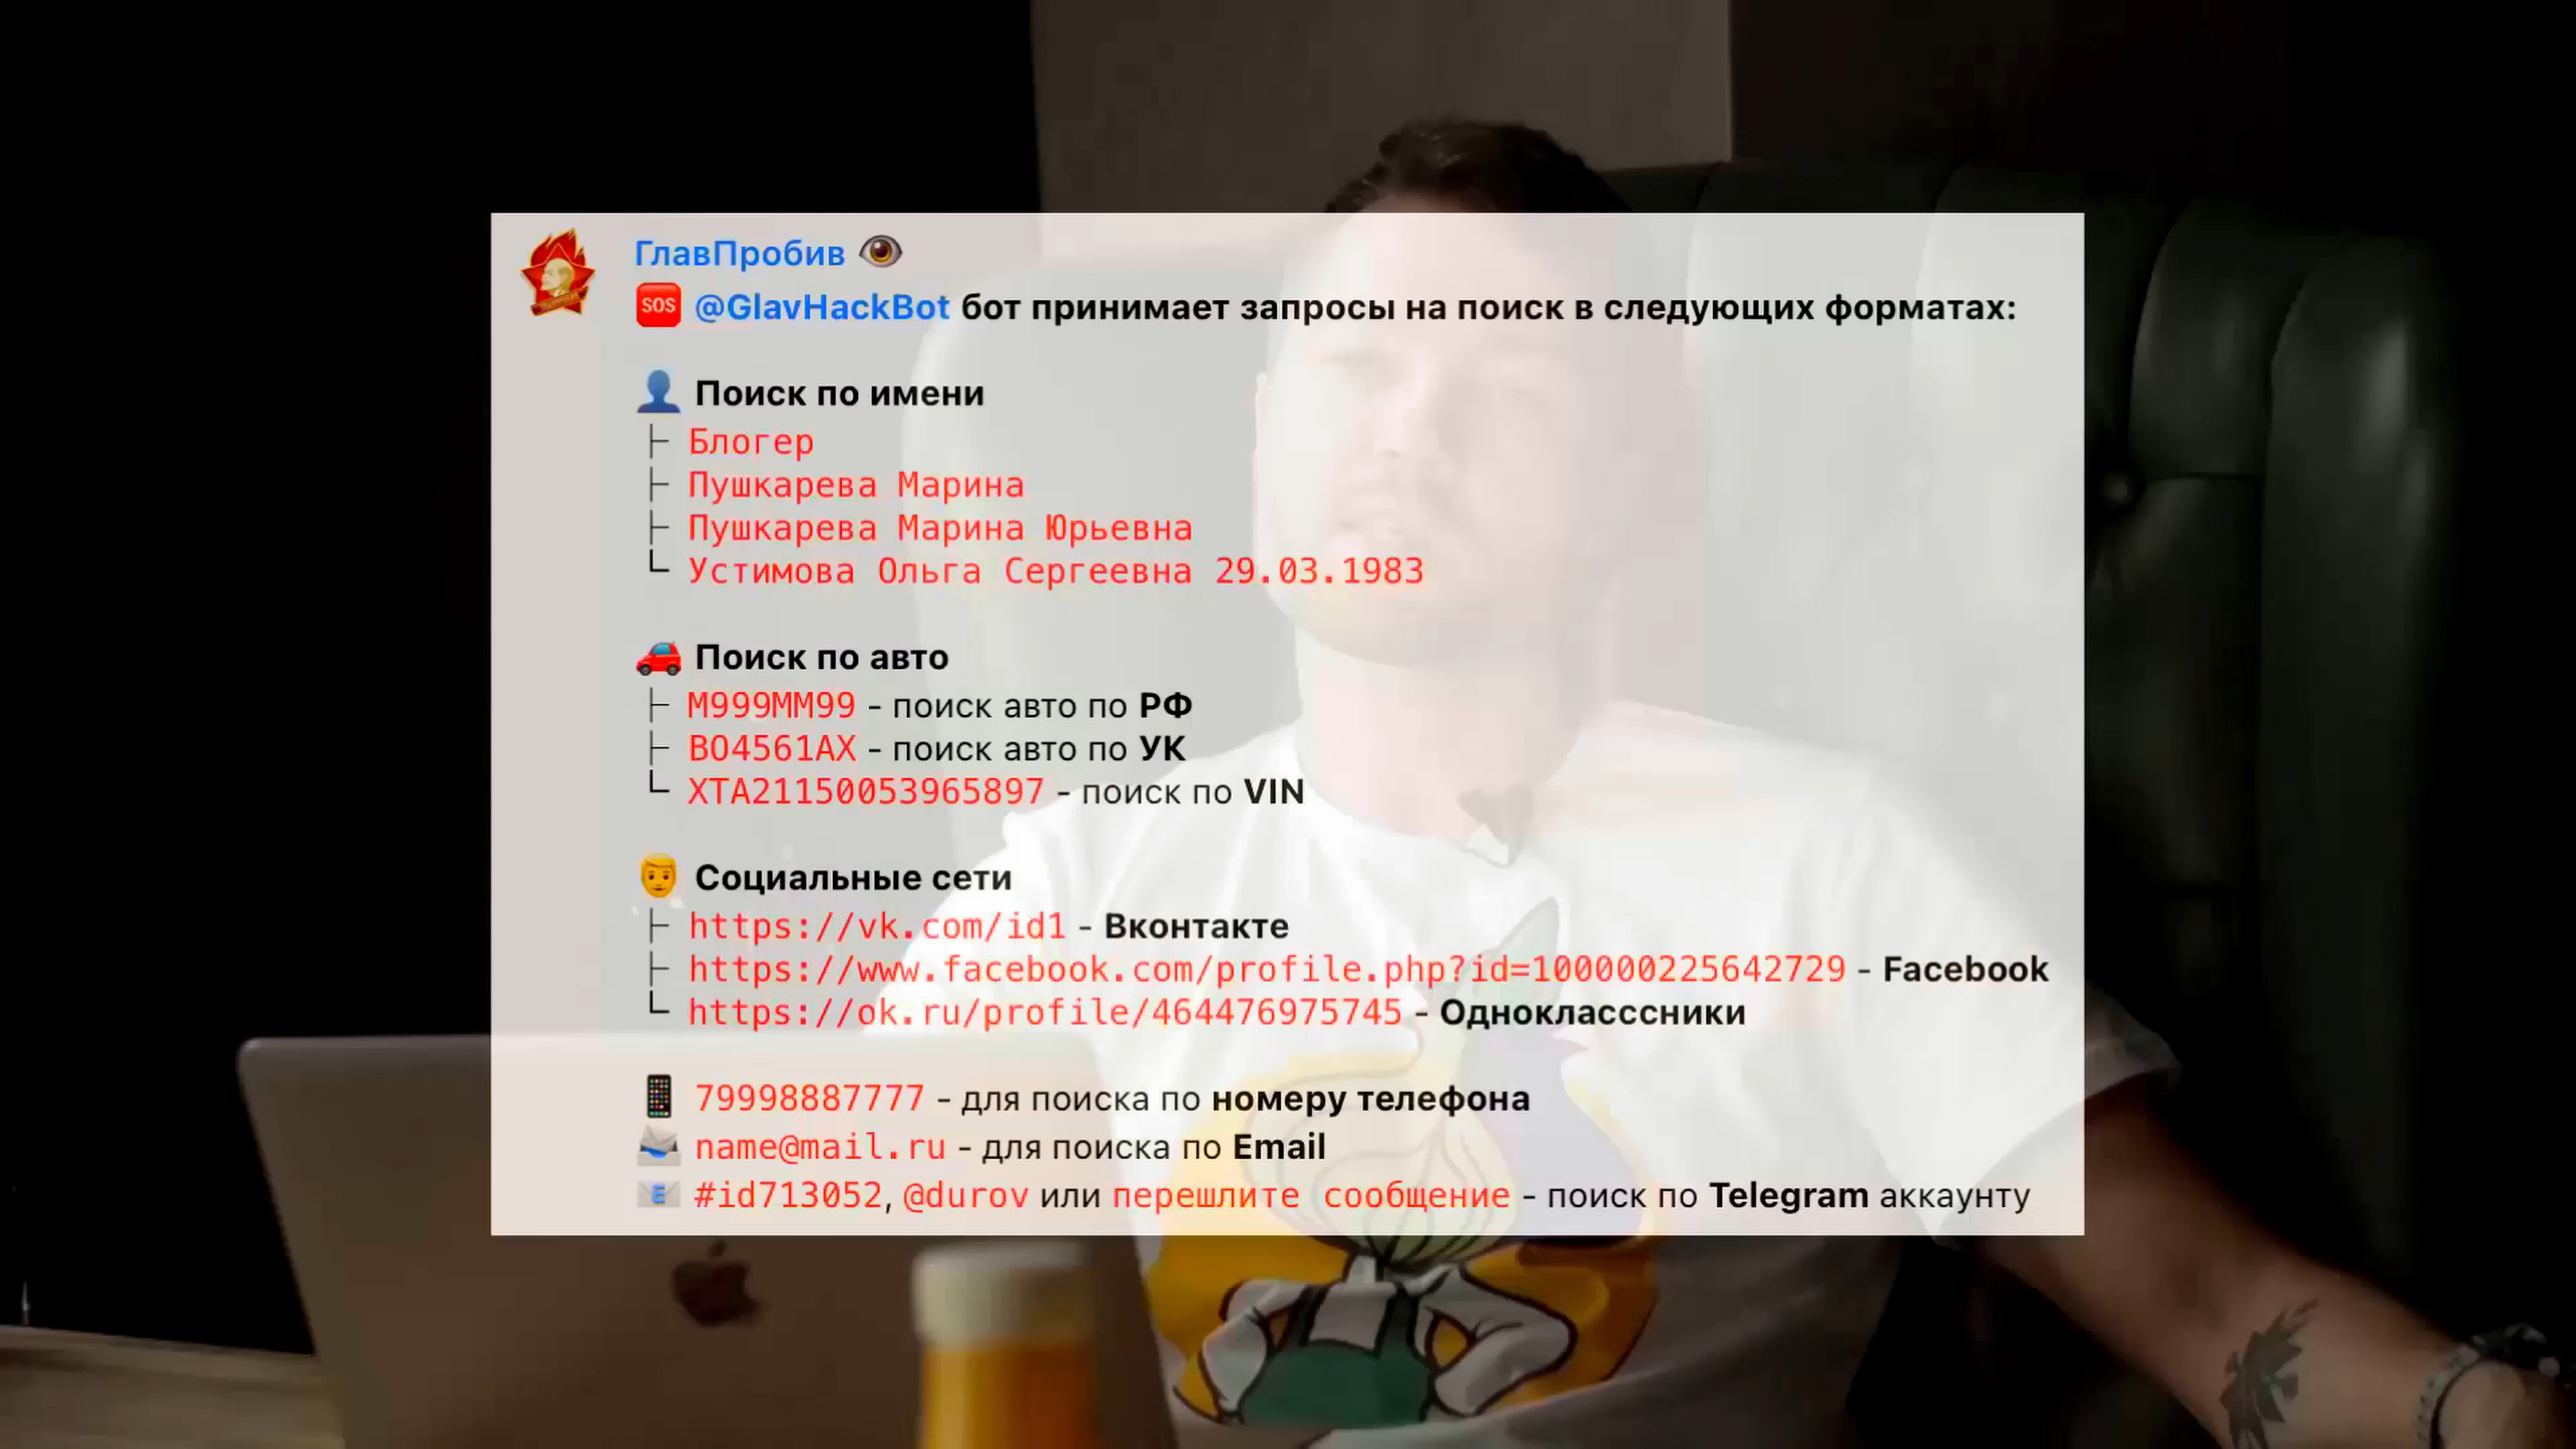 ГлавПробив
SOS @GlavHackBot бот принимает запросы на поиск в следующих форматах:
Поиск по имени
├ Блогер
├ Пушкарева Марина
├ Пушкарева Марина Юрьевна
└ Устимова Ольга Сергеевна 29.03.1983
Поиск по авто
├ М999ММ99 - поиск авто по РФ
├ ВО4561АХ - поиск авто по УК
└ XTA21150053965897 - поиск по VIN
Социальные сети
├ https://vk.com/id1 - Вконтакте
├ https://www.facebook.com/profile.php?id=100000225642729 - Facebook
└ https://ok.ru/profile/464476975745 - Однокласссники
79998887777 - для поиска по номеру телефона
name@mail.ru - для поиска по Email
#id713052, @durov или перешлите сообщение - поиск по Telegram аккаунту